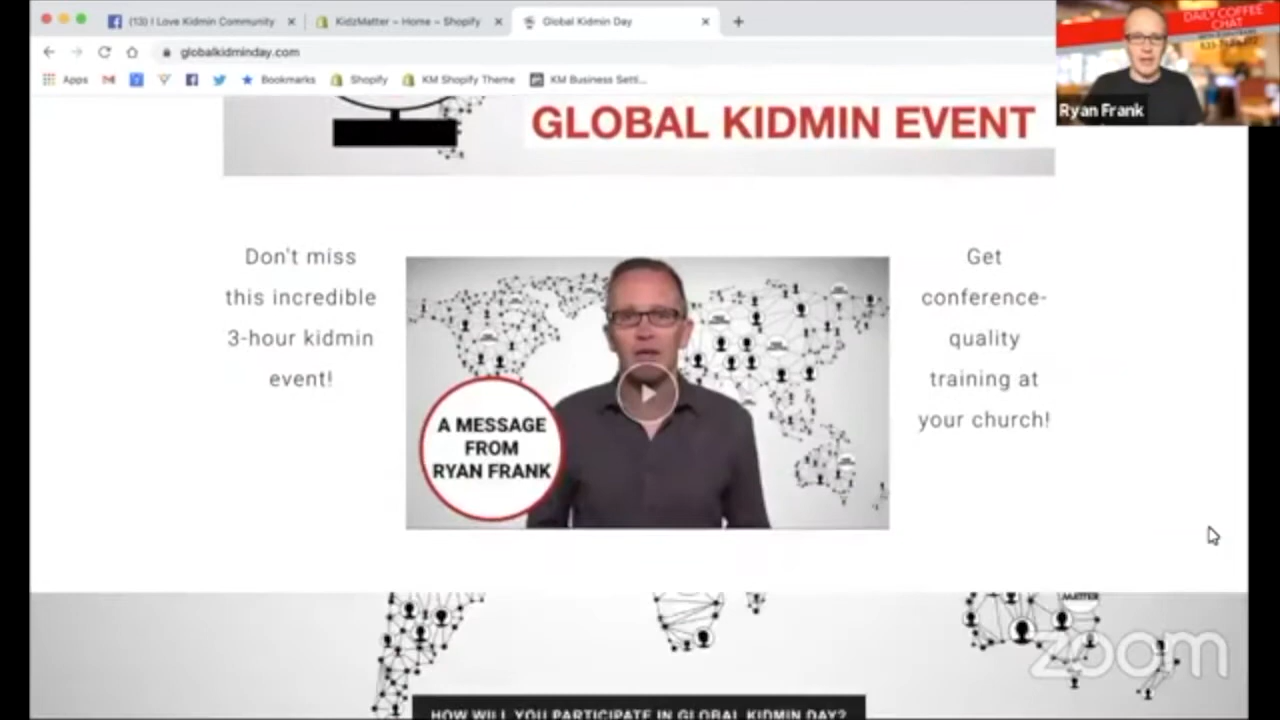 (13) I Love Kidmin Community
KidzMatter ~ Home ~ Shopify
Global Kidmin Day
globalkidminday.com
Apps
Bookmarks
Shopify
KM Shopify Theme
KM Business Setti...
DAILY COFFEE
CHAT
Ryan Frank
GLOBAL KIDMIN EVENT
Don't miss
this incredible
3-hour kidmin
event!
A MESSAGE
FROM
RYAN FRANK
Get
conference-
quality
training at
your church!
MATTER
zoom
HOW WILL YOU PARTICIPATE IN GLOBAL KIDMIN DAY?